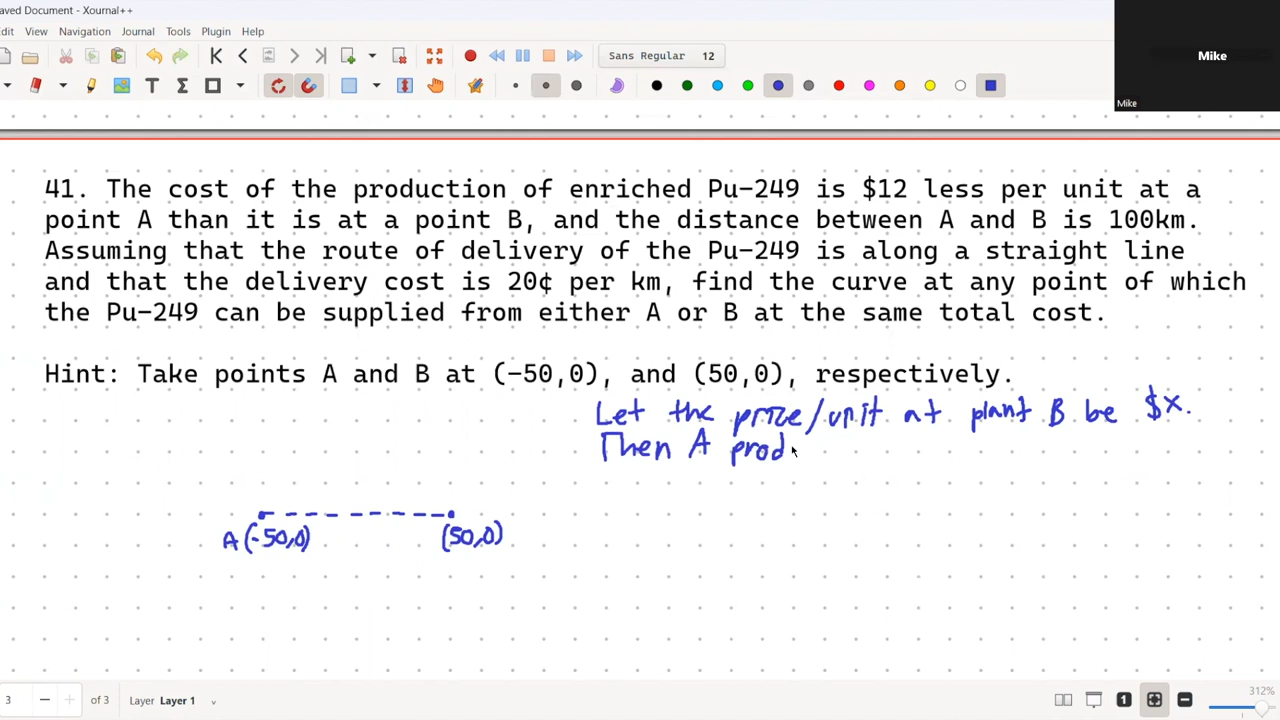 aved Document - Xournal++
dit View Navigation Journal Tools Plugin Help
Sans Regular 12
Mike
Mike
41. The cost of the production of enriched Pu-249 is $12 less per unit at a
point A than it is at a point B, and the distance between A and B is 100km.
Assuming that the route of delivery of the Pu-249 is along a straight line
and that the delivery cost is 20¢ per km, find the curve at any point of which
the Pu-249 can be supplied from either A or B at the same total cost.
Hint: Take points A and B at (-50,0), and (50,0), respectively.
Let the price/unit at plant B be $x.
Then A prod
A (-50,0) (50,0)
3 of 3 Layer Layer 1 1 312%